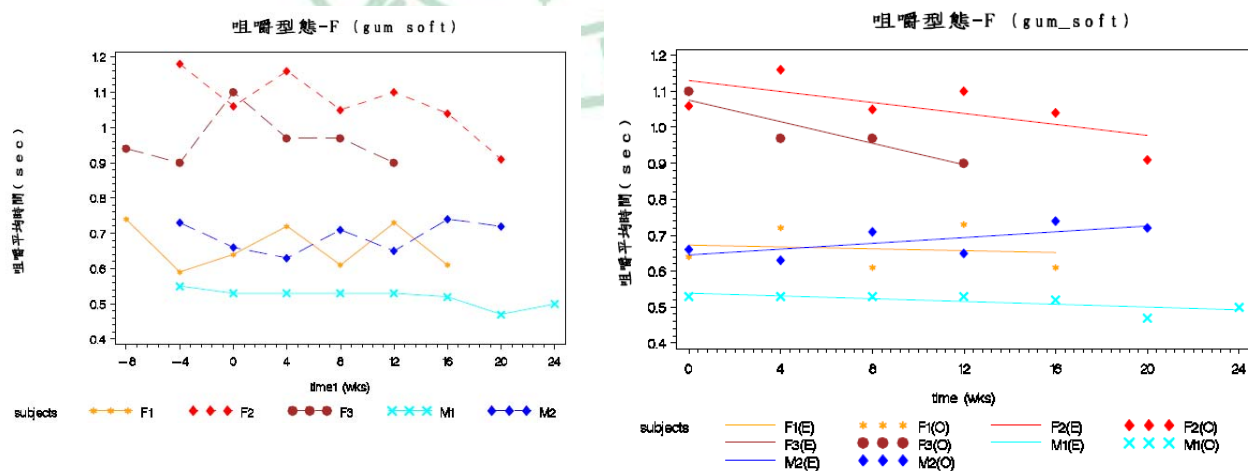 咀嚼型態-F (gum soft)
咀嚼平均時間(sec)
1.2
1.1
1.0
0.9
0.8
0.7
0.6
0.5
0.4
-8 -4 0 4 8 12 16 20 24
time1 (wks)
subjects F1 F2 F3 M1 M2
咀嚼型態-F (gum_soft)
咀嚼平均時間(sec)
1.2
1.1
1.0
0.9
0.8
0.7
0.6
0.5
0.4
0 4 8 12 16 20 24
time (wks)
subjects F1(E) F1(O) F2(E) F2(O)
F3(E) F3(O) M1(E) M1(O)
M2(E) M2(O)